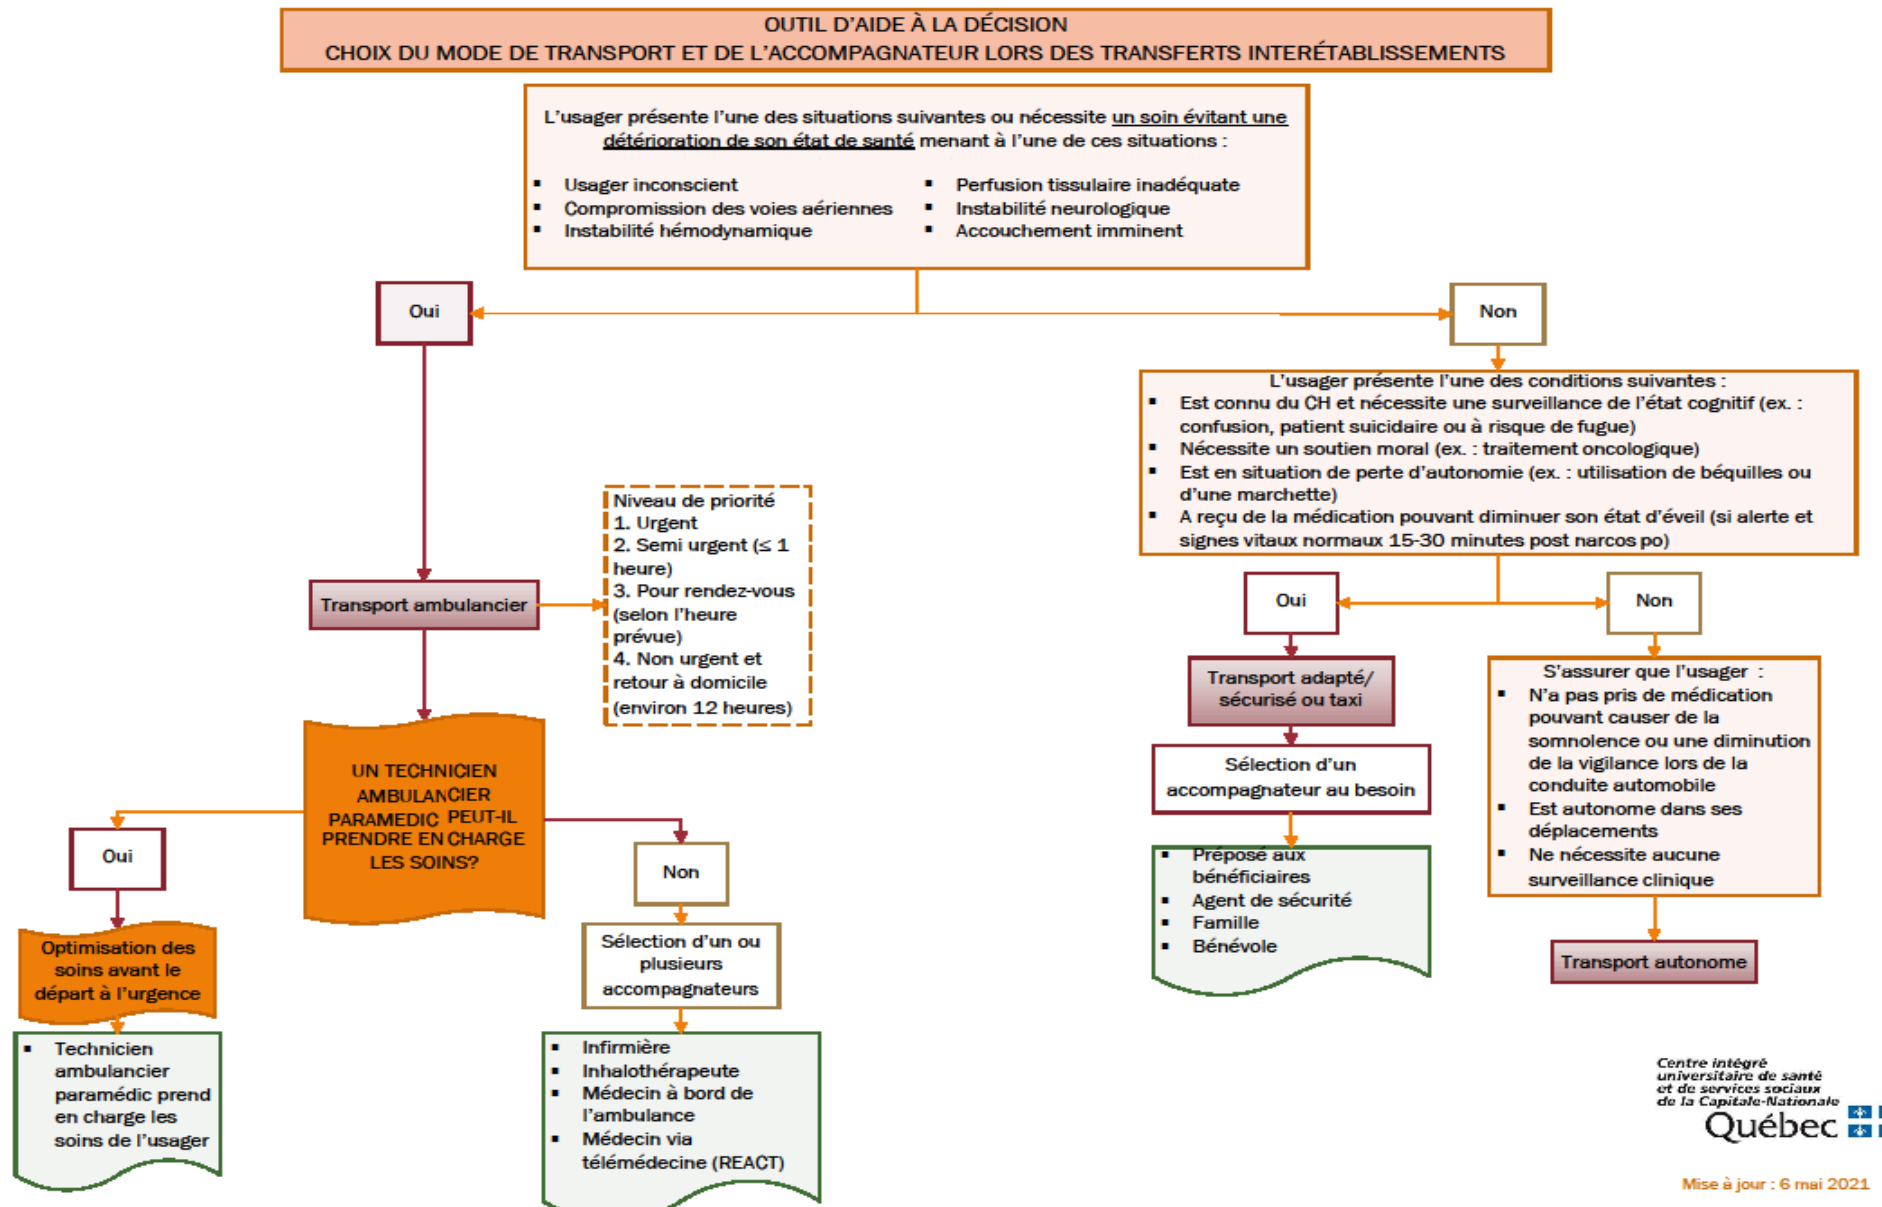 OUTIL D'AIDE À LA DÉCISION
CHOIX DU MODE DE TRANSPORT ET DE L'ACCOMPAGNATEUR LORS DES TRANSFERTS INTERÉTABLISSEMENTS
L'usager présente l'une des situations suivantes ou nécessite un soin évitant une
détérioration de son état de santé menant à l'une de ces situations :
▪ Usager inconscient
▪ Compromission des voies aériennes
▪ Instabilité hémodynamique
▪ Perfusion tissulaire inadéquate
▪ Instabilité neurologique
▪ Accouchement imminent
Oui
Non
L'usager présente l'une des conditions suivantes :
▪ Est connu du CH et nécessite une surveillance de l'état cognitif (ex. :
confusion, patient suicidaire ou à risque de fugue)
▪ Nécessite un soutien moral (ex. : traitement oncologique)
▪ Est en situation de perte d'autonomie (ex. : utilisation de béquilles ou
d'une marchette)
▪ A reçu de la médication pouvant diminuer son état d'éveil (si alerte et
signes vitaux normaux 15-30 minutes post narcos po)
Transport ambulancier
Niveau de priorité
1. Urgent
2. Semi urgent (≤ 1
heure)
3. Pour rendez-vous
(selon l'heure
prévue)
4. Non urgent et
retour à domicile
(environ 12 heures)
Oui
Non
Transport adapté/
sécurisé ou taxi
Sélection d'un
accompagnateur au besoin
▪ Préposé aux
bénéficiaires
▪ Agent de sécurité
▪ Famille
▪ Bénévole
S'assurer que l'usager :
▪ N'a pas pris de médication
pouvant causer de la
somnolence ou une diminution
de la vigilance lors de la
conduite automobile
▪ Est autonome dans ses
déplacements
▪ Ne nécessite aucune
surveillance clinique
Transport autonome
UN TECHNICIEN
AMBULANCIER
PARAMEDIC PEUT-IL
PRENDRE EN CHARGE
LES SOINS?
Oui
Non
Optimisation des
soins avant le
départ à l'urgence
▪ Technicien
ambulancier
paramédic prend
en charge les
soins de l'usager
Sélection d'un ou
plusieurs
accompagnateurs
▪ Infirmière
▪ Inhalothérapeute
▪ Médecin à bord de
l'ambulance
▪ Médecin via
télémédecine (REACT)
Centre intégré
universitaire de santé
et de services sociaux
de la Capitale-Nationale
Québec
Mise à jour : 6 mai 2021